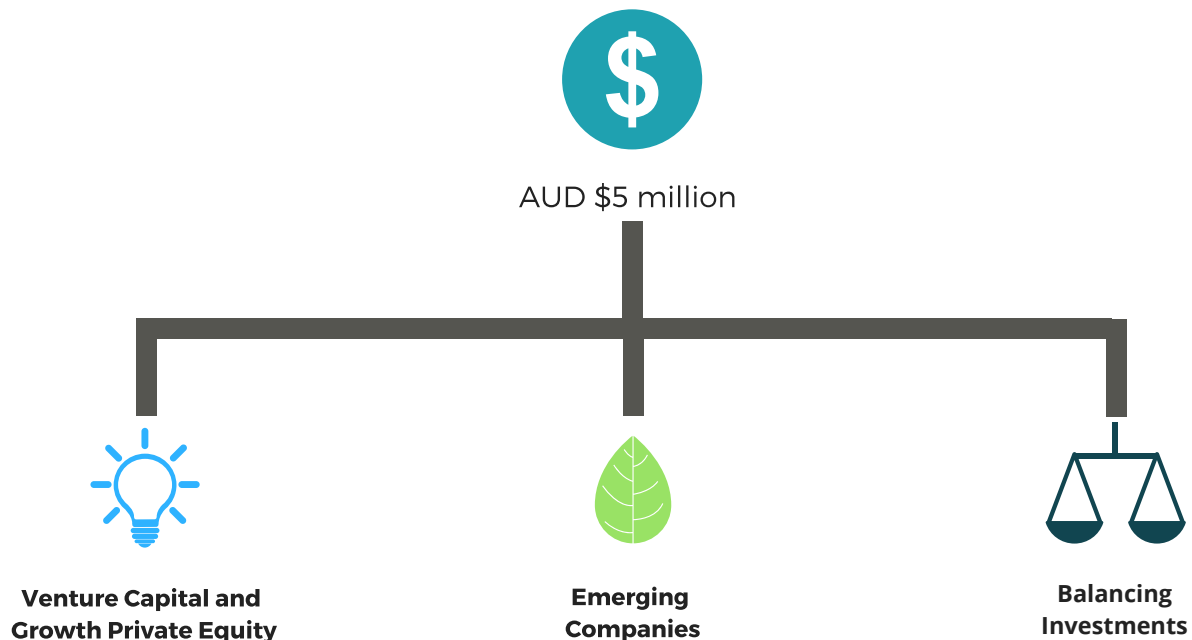 $
AUD $5 million
Venture Capital and
Growth Private Equity
Emerging
Companies
Balancing
Investments